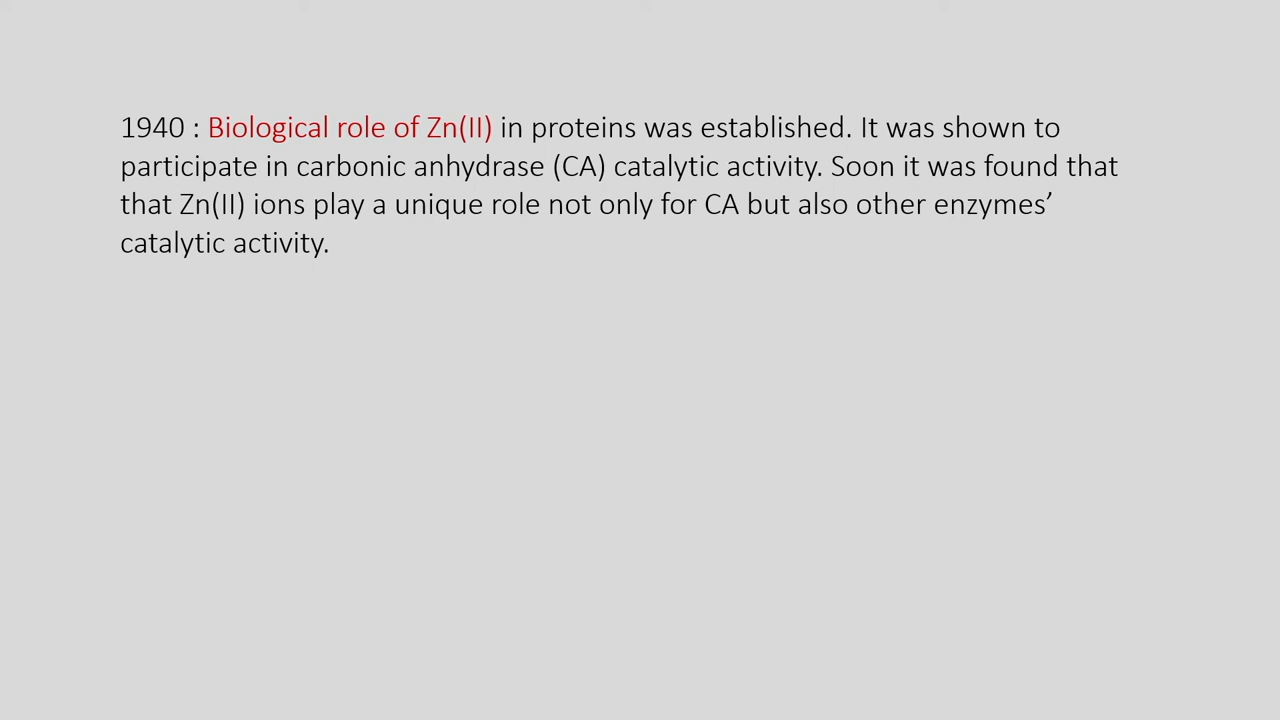 1940 : Biological role of Zn(II) in proteins was established. It was shown to
participate in carbonic anhydrase (CA) catalytic activity. Soon it was found that
that Zn(II) ions play a unique role not only for CA but also other enzymes’
catalytic activity.